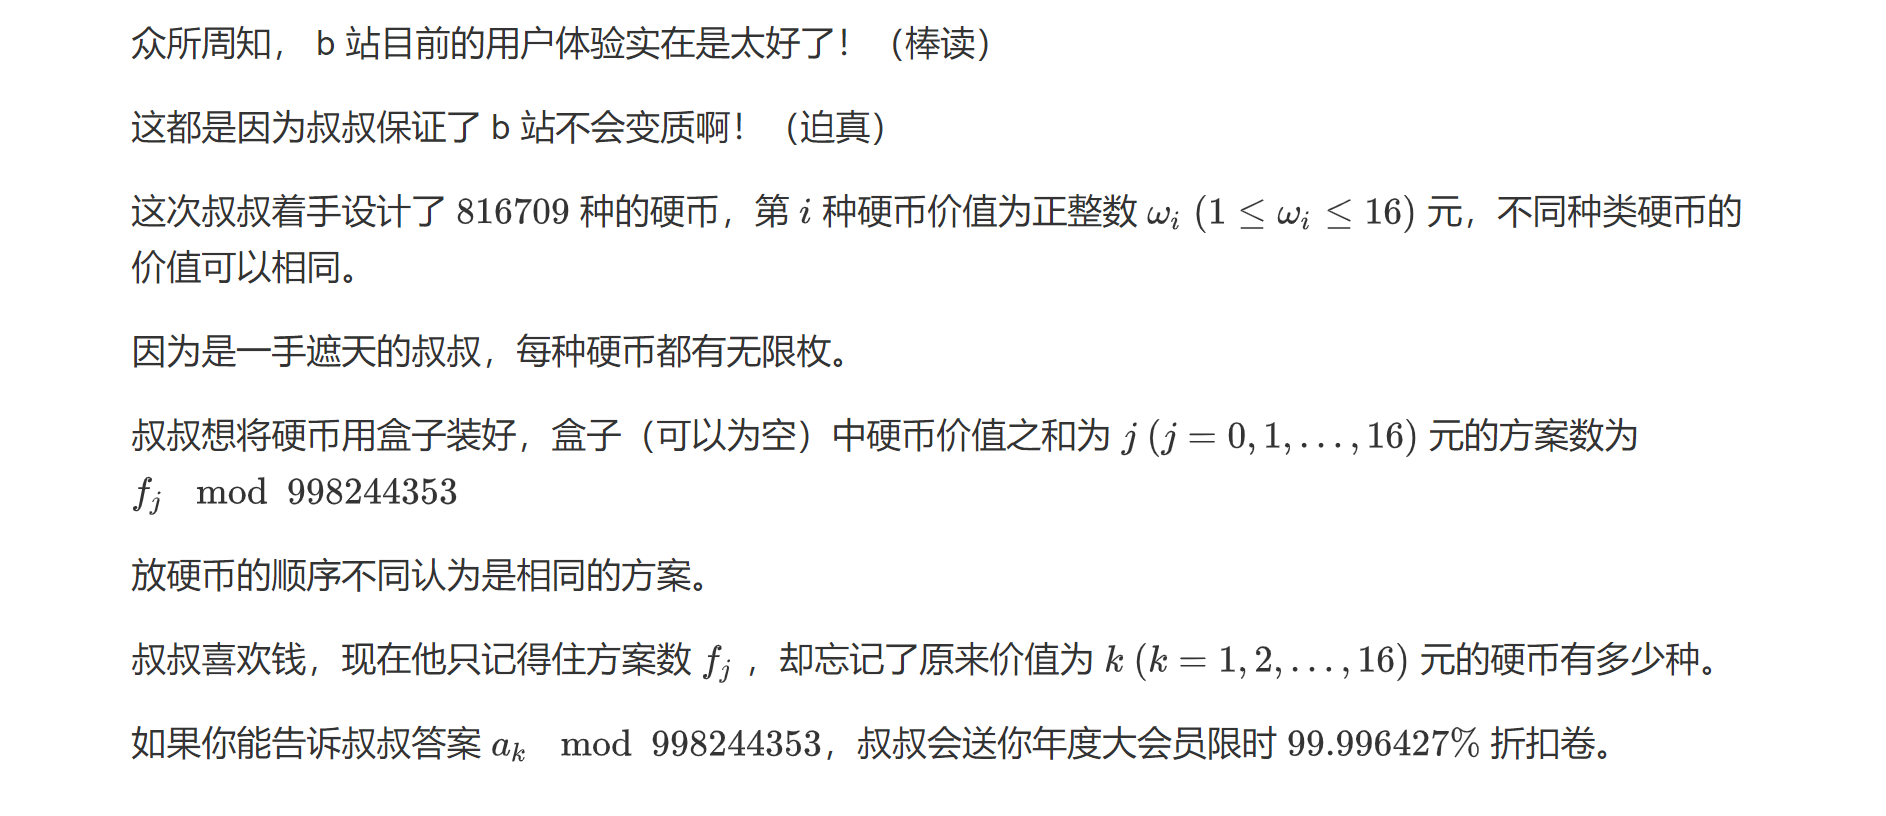 众所周知， b 站目前的用户体验实在是太好了！（棒读）
这都是因为叔叔保证了 b 站不会变质啊！（迫真）
这次叔叔着手设计了 816709 种的硬币，第 i 种硬币价值为正整数 ω_i (1 ≤ ω_i ≤ 16) 元，不同种类硬币的
价值可以相同。
因为是一手遮天的叔叔，每种硬币都有无限枚。
叔叔想将硬币用盒子装好，盒子（可以为空）中硬币价值之和为 j (j = 0, 1, . . . , 16) 元的方案数为
f_j mod 998244353
放硬币的顺序不同认为是相同的方案。
叔叔喜欢钱，现在他只记得住方案数 f_j ，却忘记了原来价值为 k (k = 1, 2, . . . , 16) 元的硬币有多少种。
如果你能告诉叔叔答案 a_k mod 998244353，叔叔会送你年度大会员限时 99.996427% 折扣卷。